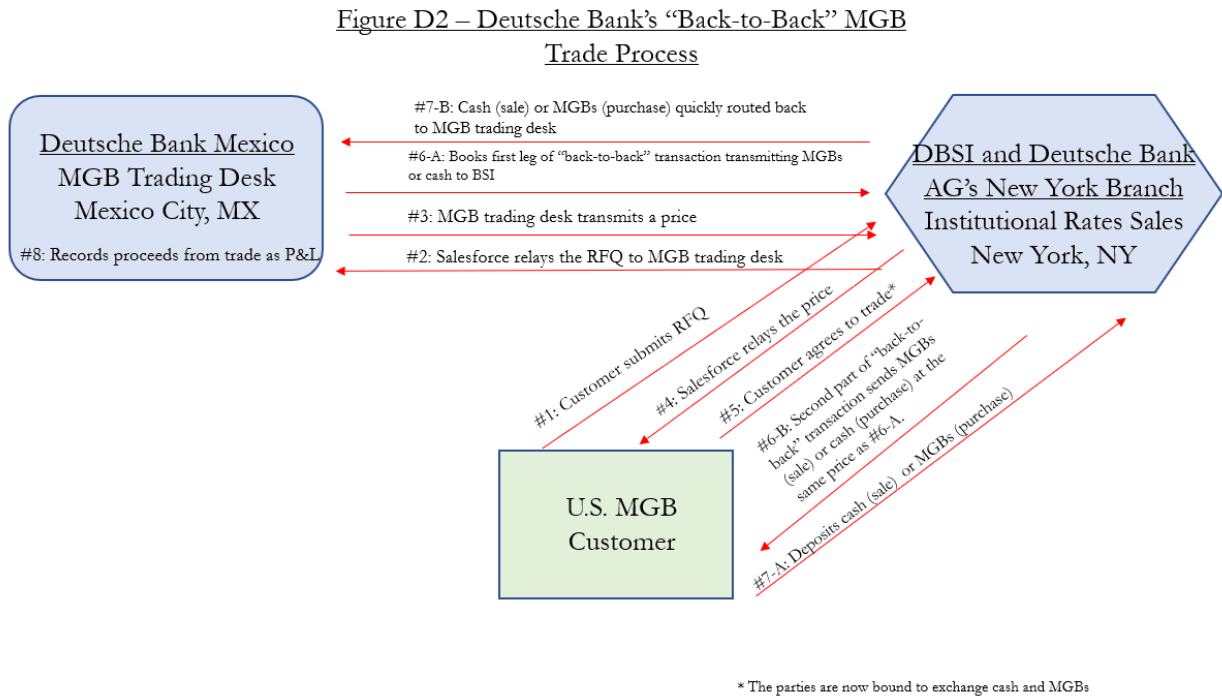 Figure D2 – Deutsche Bank's "Back-to-Back" MGB
Trade Process
Deutsche Bank Mexico
MGB Trading Desk
Mexico City, MX
#8: Records proceeds from trade as P&L
#7-B: Cash (sale) or MGBs (purchase) quickly routed back
to MGB trading desk
#6-A: Books first leg of "back-to-back" transaction transmitting MGBs
or cash to BSI
#3: MGB trading desk transmits a price
#2: Salesforce relays the RFQ to MGB trading desk
DBSI and Deutsche Bank
AG's New York Branch
Institutional Rates Sales
New York, NY
#1: Customer submits RFQ
#4: Salesforce relays the price
#5: Customer agrees to trade*
#6-B: Second part of "back-to-
back" transaction sends MGBs
(sale) or cash (purchase) at the
same price as #6-A.
#7-A: Deposits cash (sale) or MGBs (purchase)
U.S. MGB
Customer
* The parties are now bound to exchange cash and MGBs